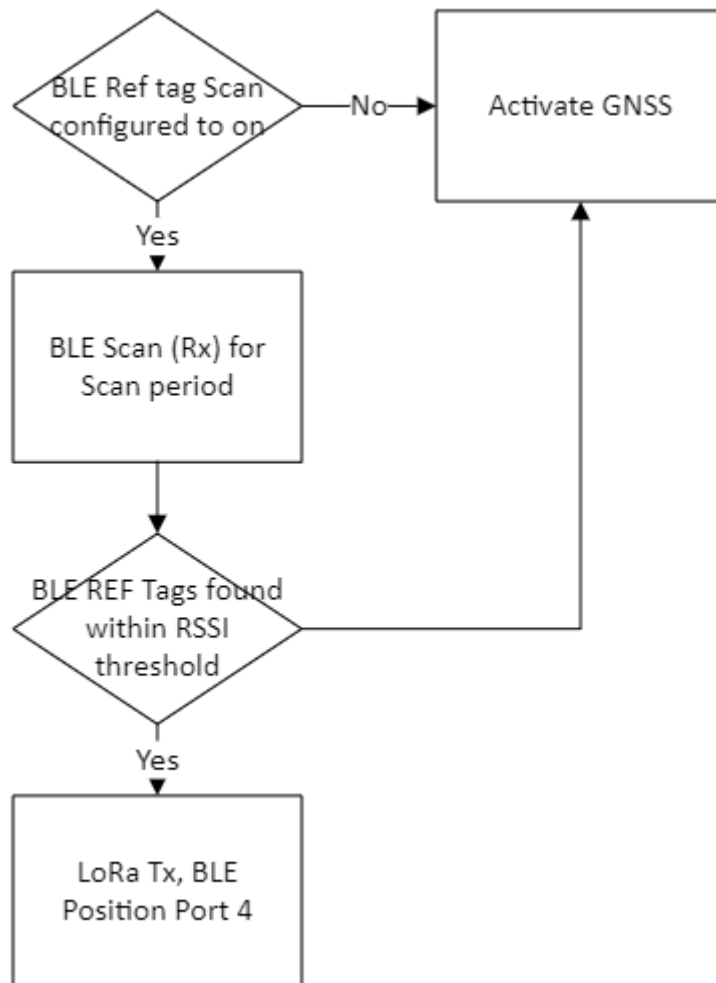 BLE Ref tag Scan
configured to on
No
Activate GNSS
Yes
BLE Scan (Rx) for
Scan period
BLE REF Tags found
within RSSI
threshold
Yes
LoRa Tx, BLE
Position Port 4